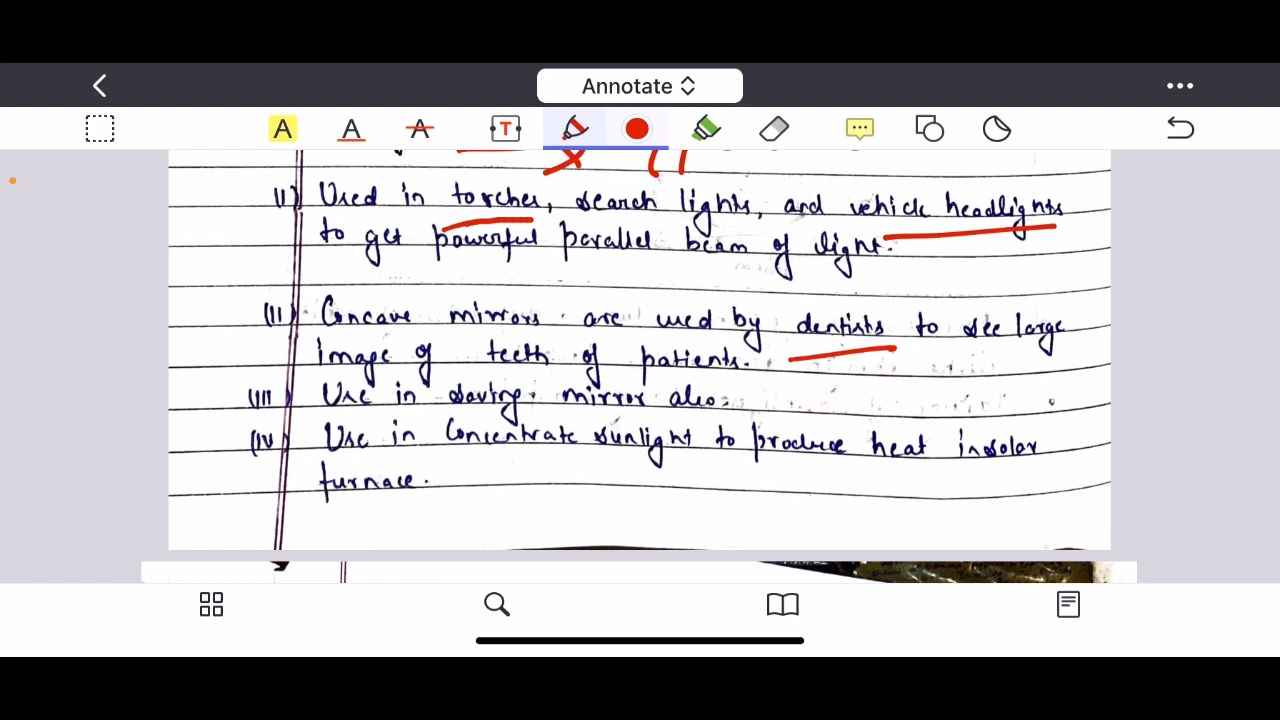 Annotate
A A A T
(I) Used in torches, search lights, and vehicle headlights
to get powerful parallel beam of light.
(II) Concave mirrors are used by dentists to see large
image of teeth of patients.
(III) Use in saving mirror also.
(IV) Use in Concentrate sunlight to produce heat in solar
furnace.